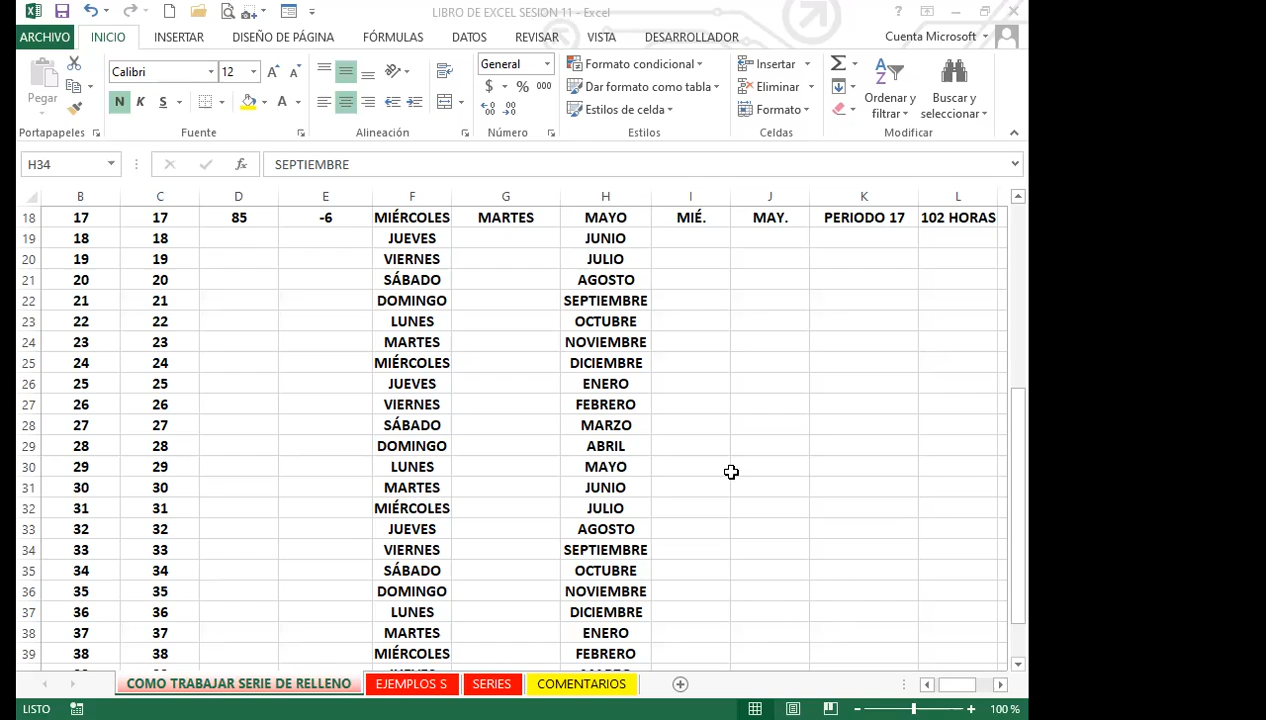 LIBRO DE EXCEL SESION 11 - Excel
?
ARCHIVO INICIO INSERTAR DISEÑO DE PÁGINA FÓRMULAS DATOS REVISAR VISTA DESARROLLADOR Cuenta Microsoft
Pegar Calibri 12 General Formato condicional Insertar Ordenar y filtrar Buscar y seleccionar
N K S A $ % 000 Dar formato como tabla Eliminar
Estilos de celda Formato
Portapapeles Fuente Alineación Número Estilos Celdas Modificar
H34 fx SEPTIEMBRE
B C D E F G H I J K L
18 17 17 85 -6 MIÉRCOLES MARTES MAYO MIÉ. MAY. PERIODO 17 102 HORAS
19 18 18 JUEVES JUNIO
20 19 19 VIERNES JULIO
21 20 20 SÁBADO AGOSTO
22 21 21 DOMINGO SEPTIEMBRE
23 22 22 LUNES OCTUBRE
24 23 23 MARTES NOVIEMBRE
25 24 24 MIÉRCOLES DICIEMBRE
26 25 25 JUEVES ENERO
27 26 26 VIERNES FEBRERO
28 27 27 SÁBADO MARZO
29 28 28 DOMINGO ABRIL
30 29 29 LUNES MAYO
31 30 30 MARTES JUNIO
32 31 31 MIÉRCOLES JULIO
33 32 32 JUEVES AGOSTO
34 33 33 VIERNES SEPTIEMBRE
35 34 34 SÁBADO OCTUBRE
36 35 35 DOMINGO NOVIEMBRE
37 36 36 LUNES DICIEMBRE
38 37 37 MARTES ENERO
39 38 38 MIÉRCOLES FEBRERO
COMO TRABAJAR SERIE DE RELLENO EJEMPLOS S SERIES COMENTARIOS
LISTO 100 %